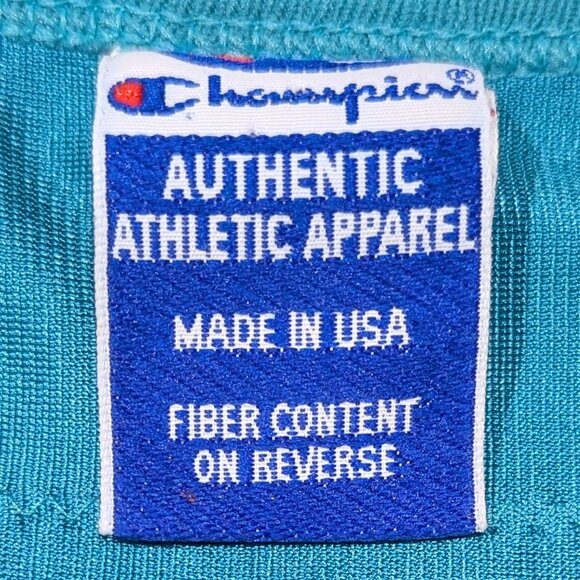 Champion®
AUTHENTIC
ATHLETIC APPAREL
MADE IN USA
FIBER CONTENT
ON REVERSE